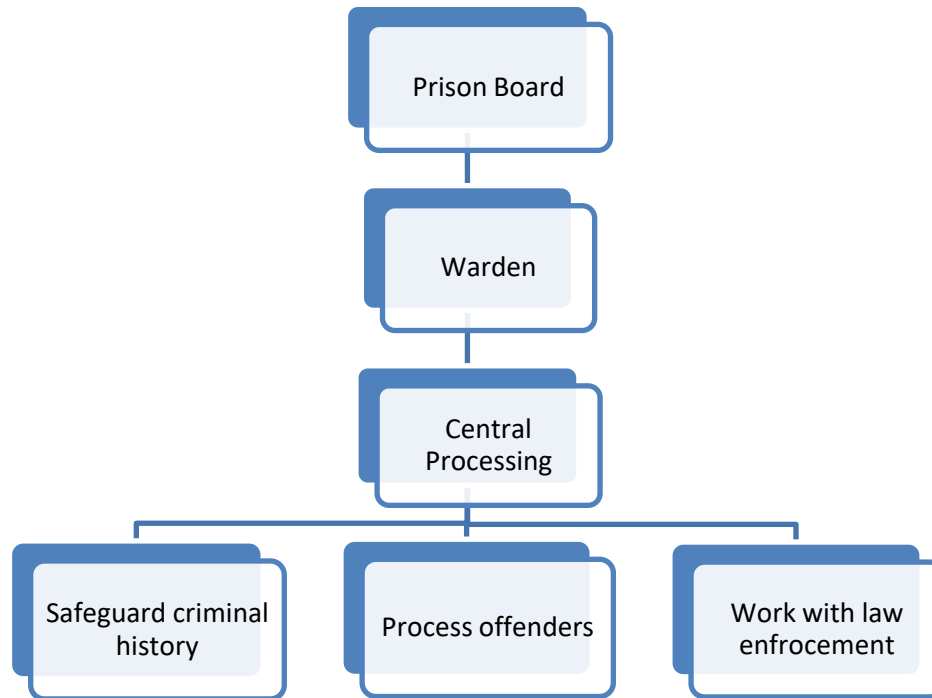 Prison Board
Warden
Central
Processing
Safeguard criminal
history
Process offenders
Work with law
enfrocement